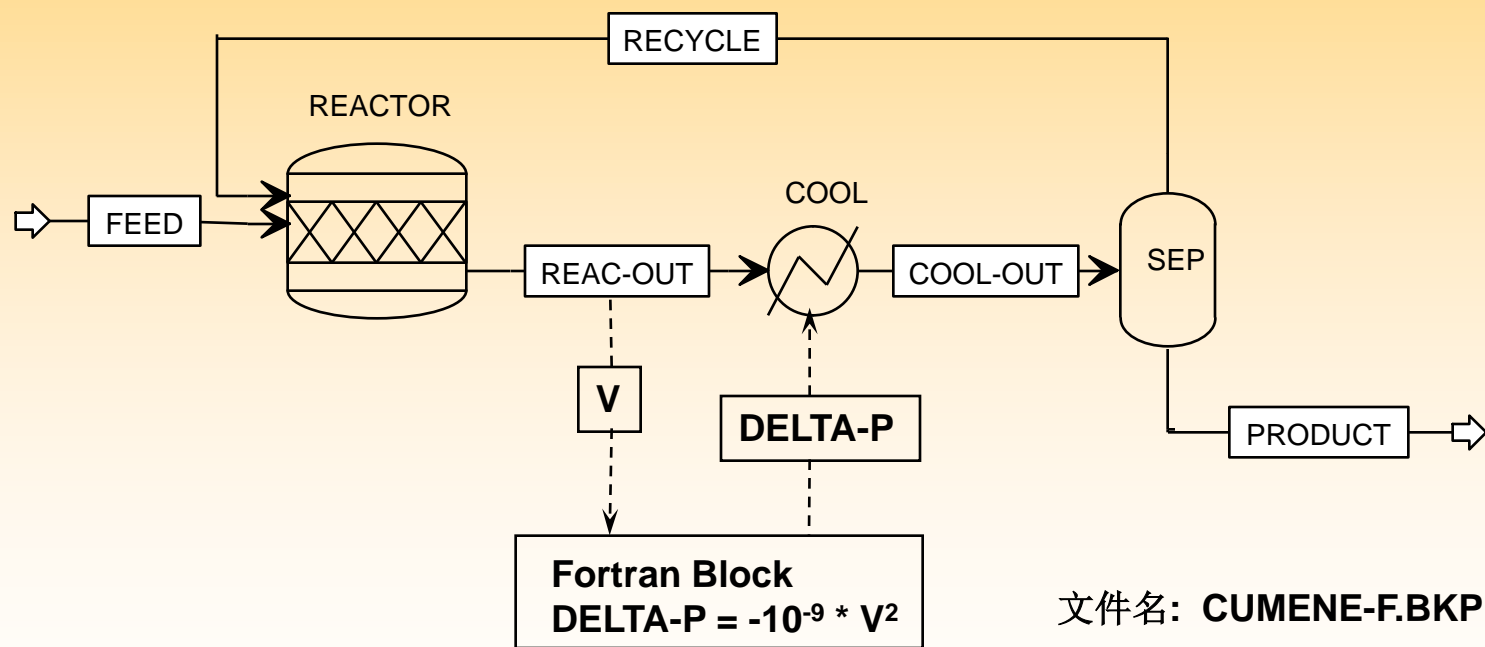 RECYCLE
REACTOR
FEED
COOL
REAC-OUT
COOL-OUT
SEP
V
DELTA-P
PRODUCT
Fortran Block
DELTA-P = -10⁻⁹ * V²
文件名: CUMENE-F.BKP